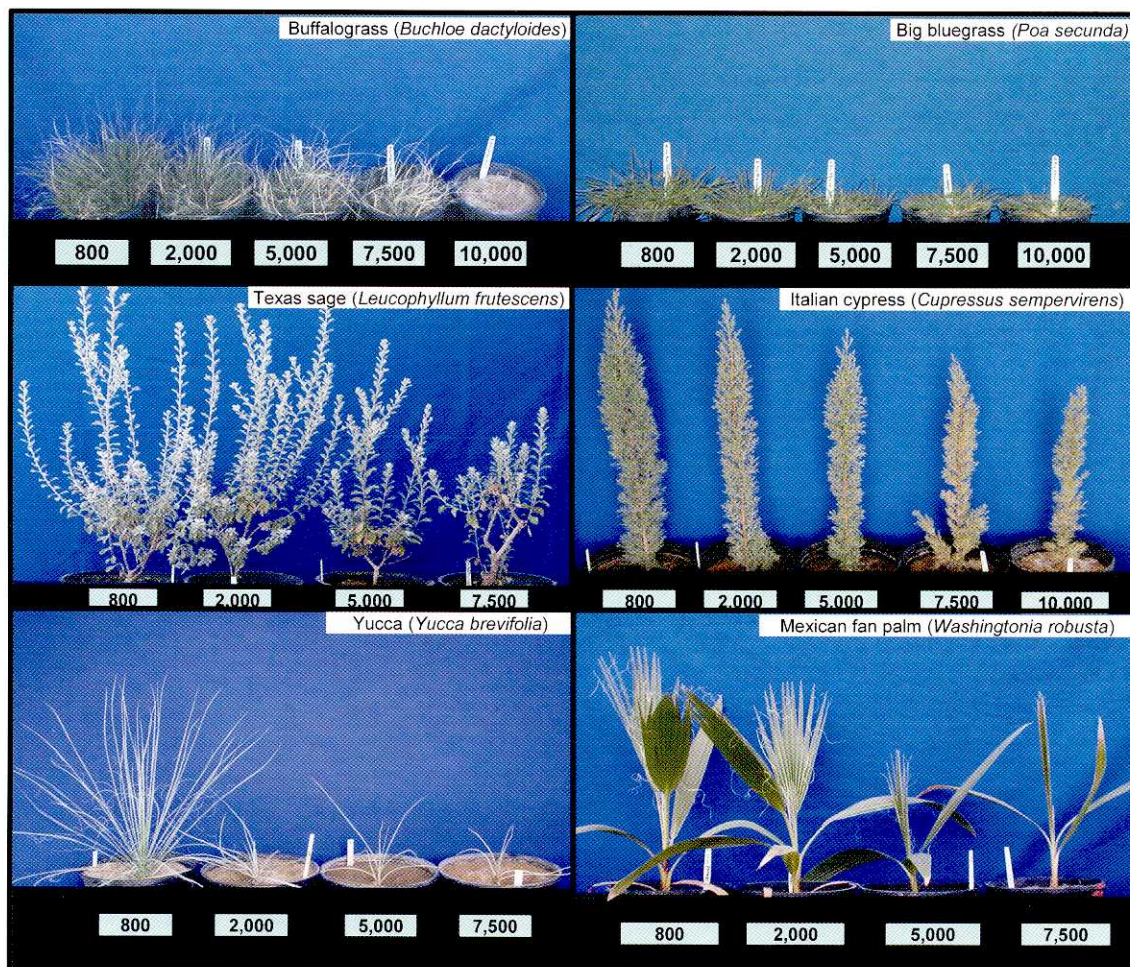 Buffalograss (Buchloe dactyloides)
800 2,000 5,000 7,500 10,000
Big bluegrass (Poa secunda)
800 2,000 5,000 7,500 10,000
Texas sage (Leucophyllum frutescens)
800 2,000 5,000 7,500
Italian cypress (Cupressus sempervirens)
800 2,000 5,000 7,500 10,000
Yucca (Yucca brevifolia)
800 2,000 5,000 7,500
Mexican fan palm (Washingtonia robusta)
800 2,000 5,000 7,500